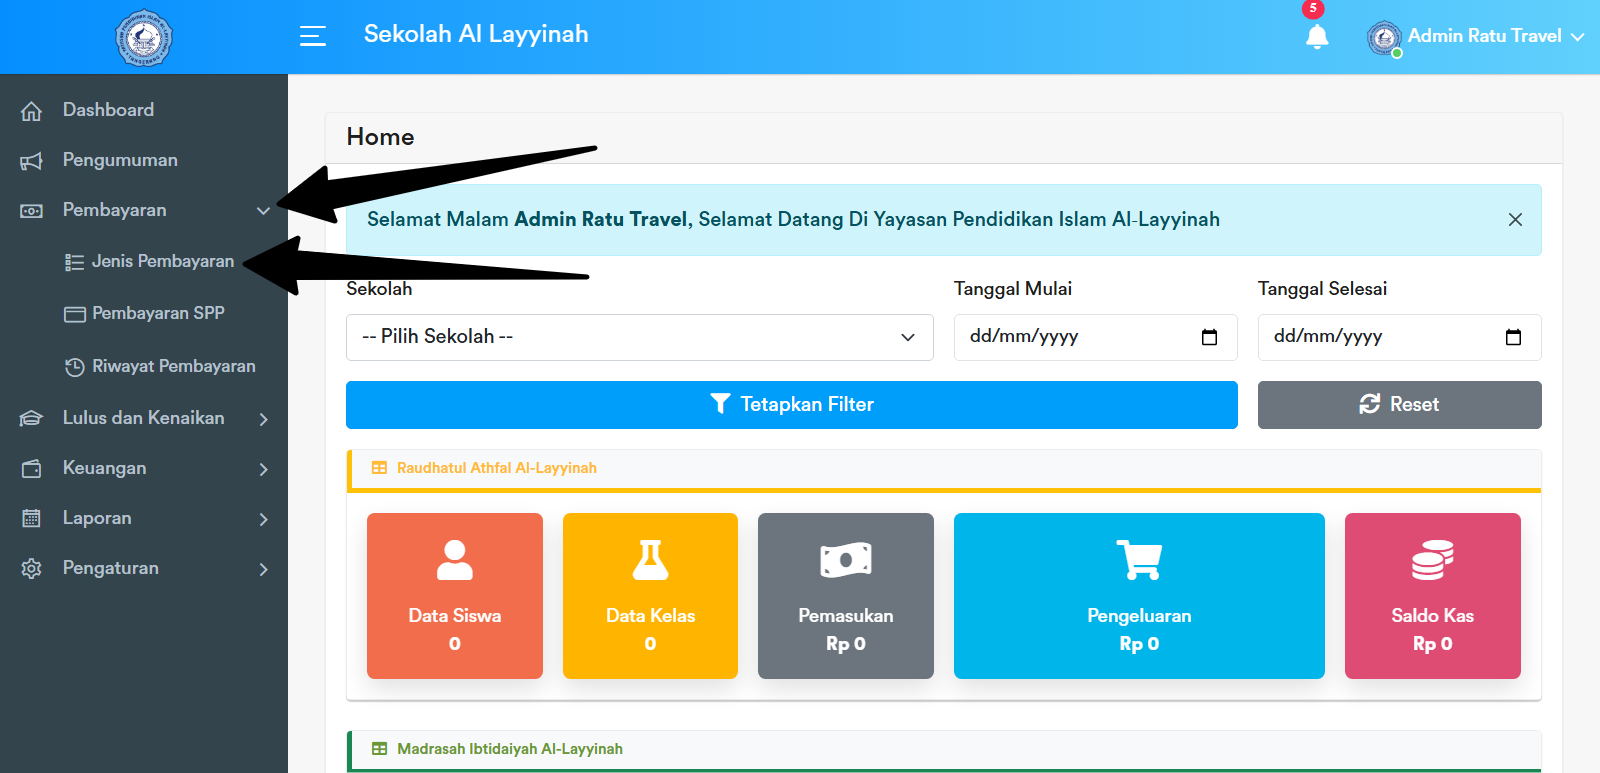 Sekolah Al Layyinah
5
Admin Ratu Travel
Dashboard
Pengumuman
Pembayaran
Jenis Pembayaran
Pembayaran SPP
Riwayat Pembayaran
Lulus dan Kenaikan
Keuangan
Laporan
Pengaturan
Home
Selamat Malam Admin Ratu Travel, Selamat Datang Di Yayasan Pendidikan Islam Al-Layyinah
Sekolah
Tanggal Mulai
Tanggal Selesai
-- Pilih Sekolah --
dd/mm/yyyy
dd/mm/yyyy
Tetapkan Filter
Reset
Raudhatul Athfal Al-Layyinah
Data Siswa
0
Data Kelas
0
Pemasukan
Rp 0
Pengeluaran
Rp 0
Saldo Kas
Rp 0
Madrasah Ibtidaiyah Al-Layyinah